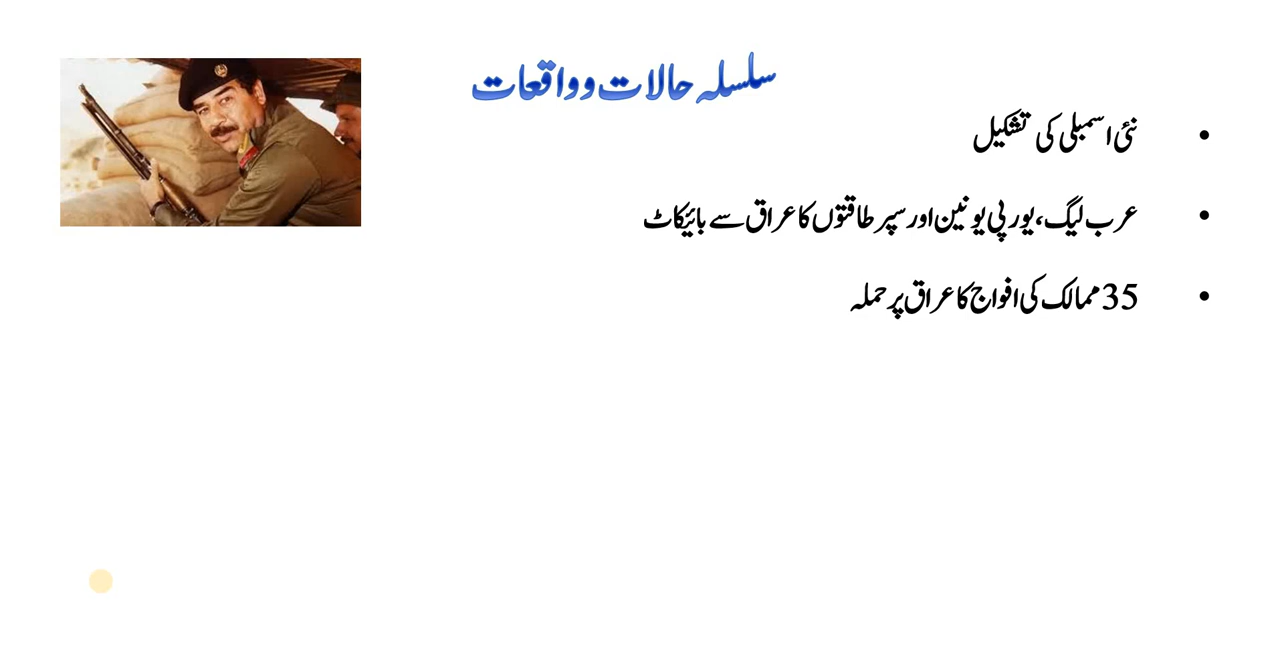 سلسلہ حالات و واقعات
• نئی اسمبلی کی تشکیل
• عرب لیگ، یورپی یونین اور سپر طاقتوں کا عراق سے بائیکاٹ
• 35 ممالک کی افواج کا عراق پر حملہ